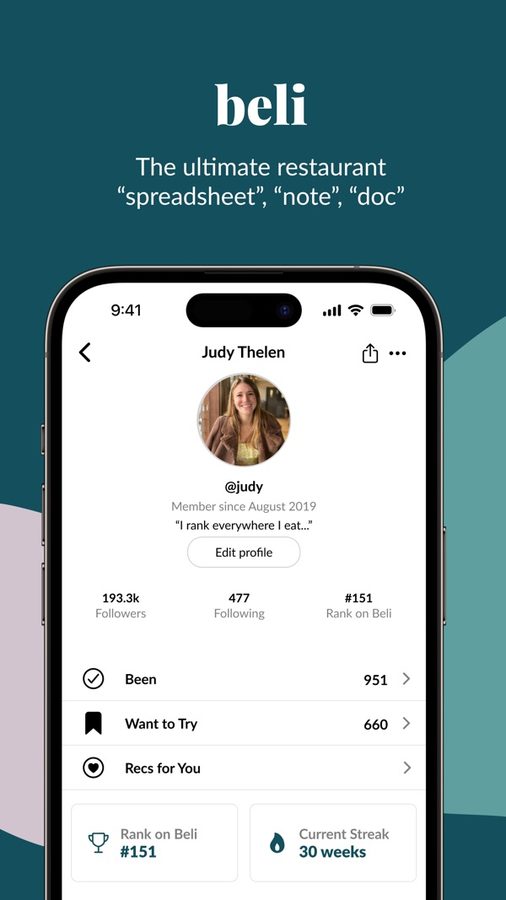 beli
The ultimate restaurant
“spreadsheet”, “note”, “doc”
9:41
Judy Thelen
@judy
Member since August 2019
“I rank everywhere I eat...”
Edit profile
193.3k 477 #151
Followers Following Rank on Beli
Been 951
Want to Try 660
Recs for You
Rank on Beli Current Streak
#151 30 weeks